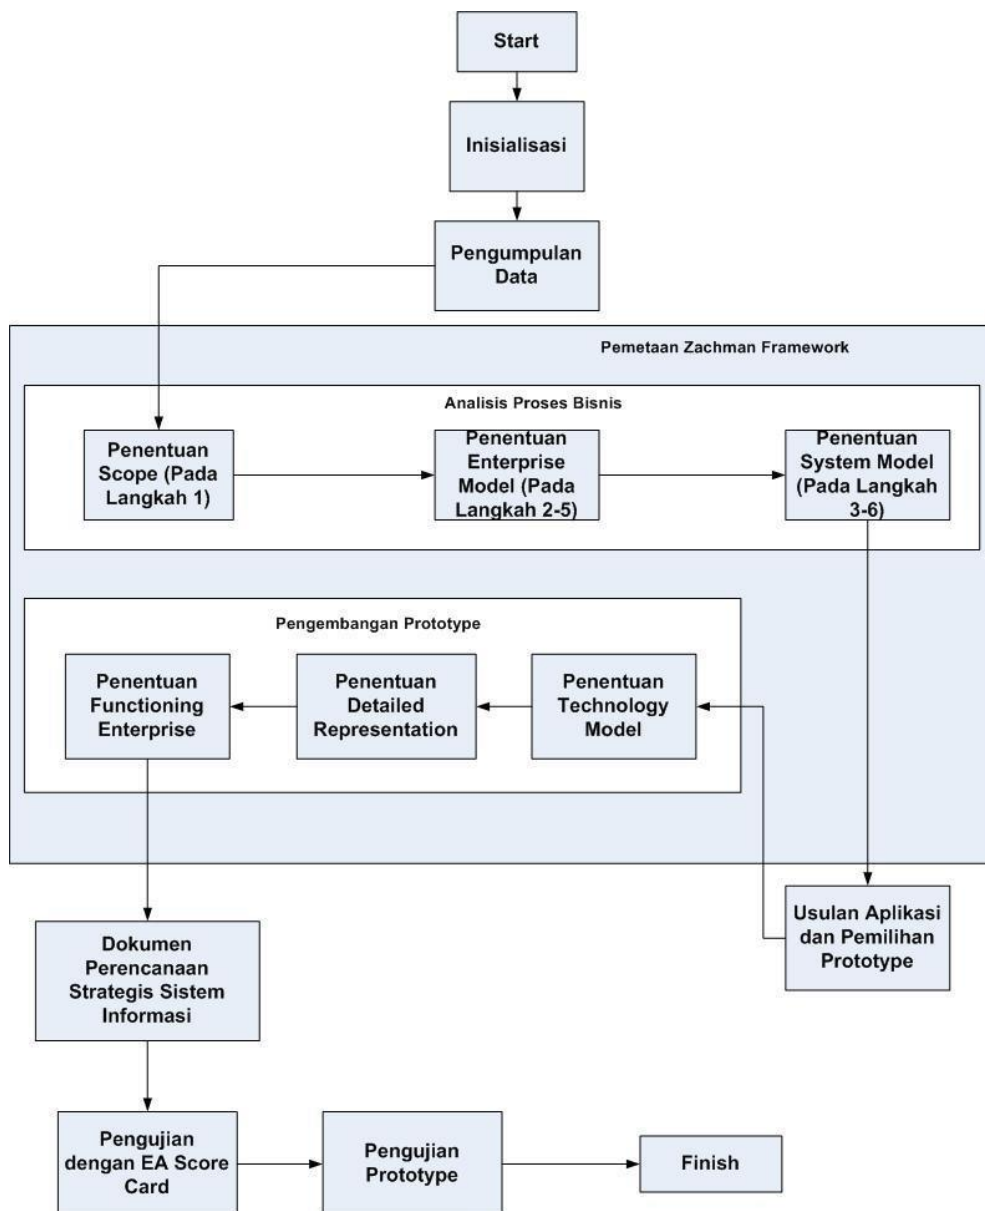 Start
Inisialisasi
Pengumpulan
Data
Pemetaan Zachman Framework
Analisis Proses Bisnis
Penentuan
Scope (Pada
Langkah 1)
Penentuan
Enterprise
Model (Pada
Langkah 2-5)
Penentuan
System Model
(Pada Langkah
3-6)
Pengembangan Prototype
Penentuan
Functioning
Enterprise
Penentuan
Detailed
Representation
Penentuan
Technology
Model
Usulan Aplikasi
dan Pemilihan
Prototype
Dokumen
Perencanaan
Strategis Sistem
Informasi
Pengujian
dengan EA Score
Card
Pengujian
Prototype
Finish